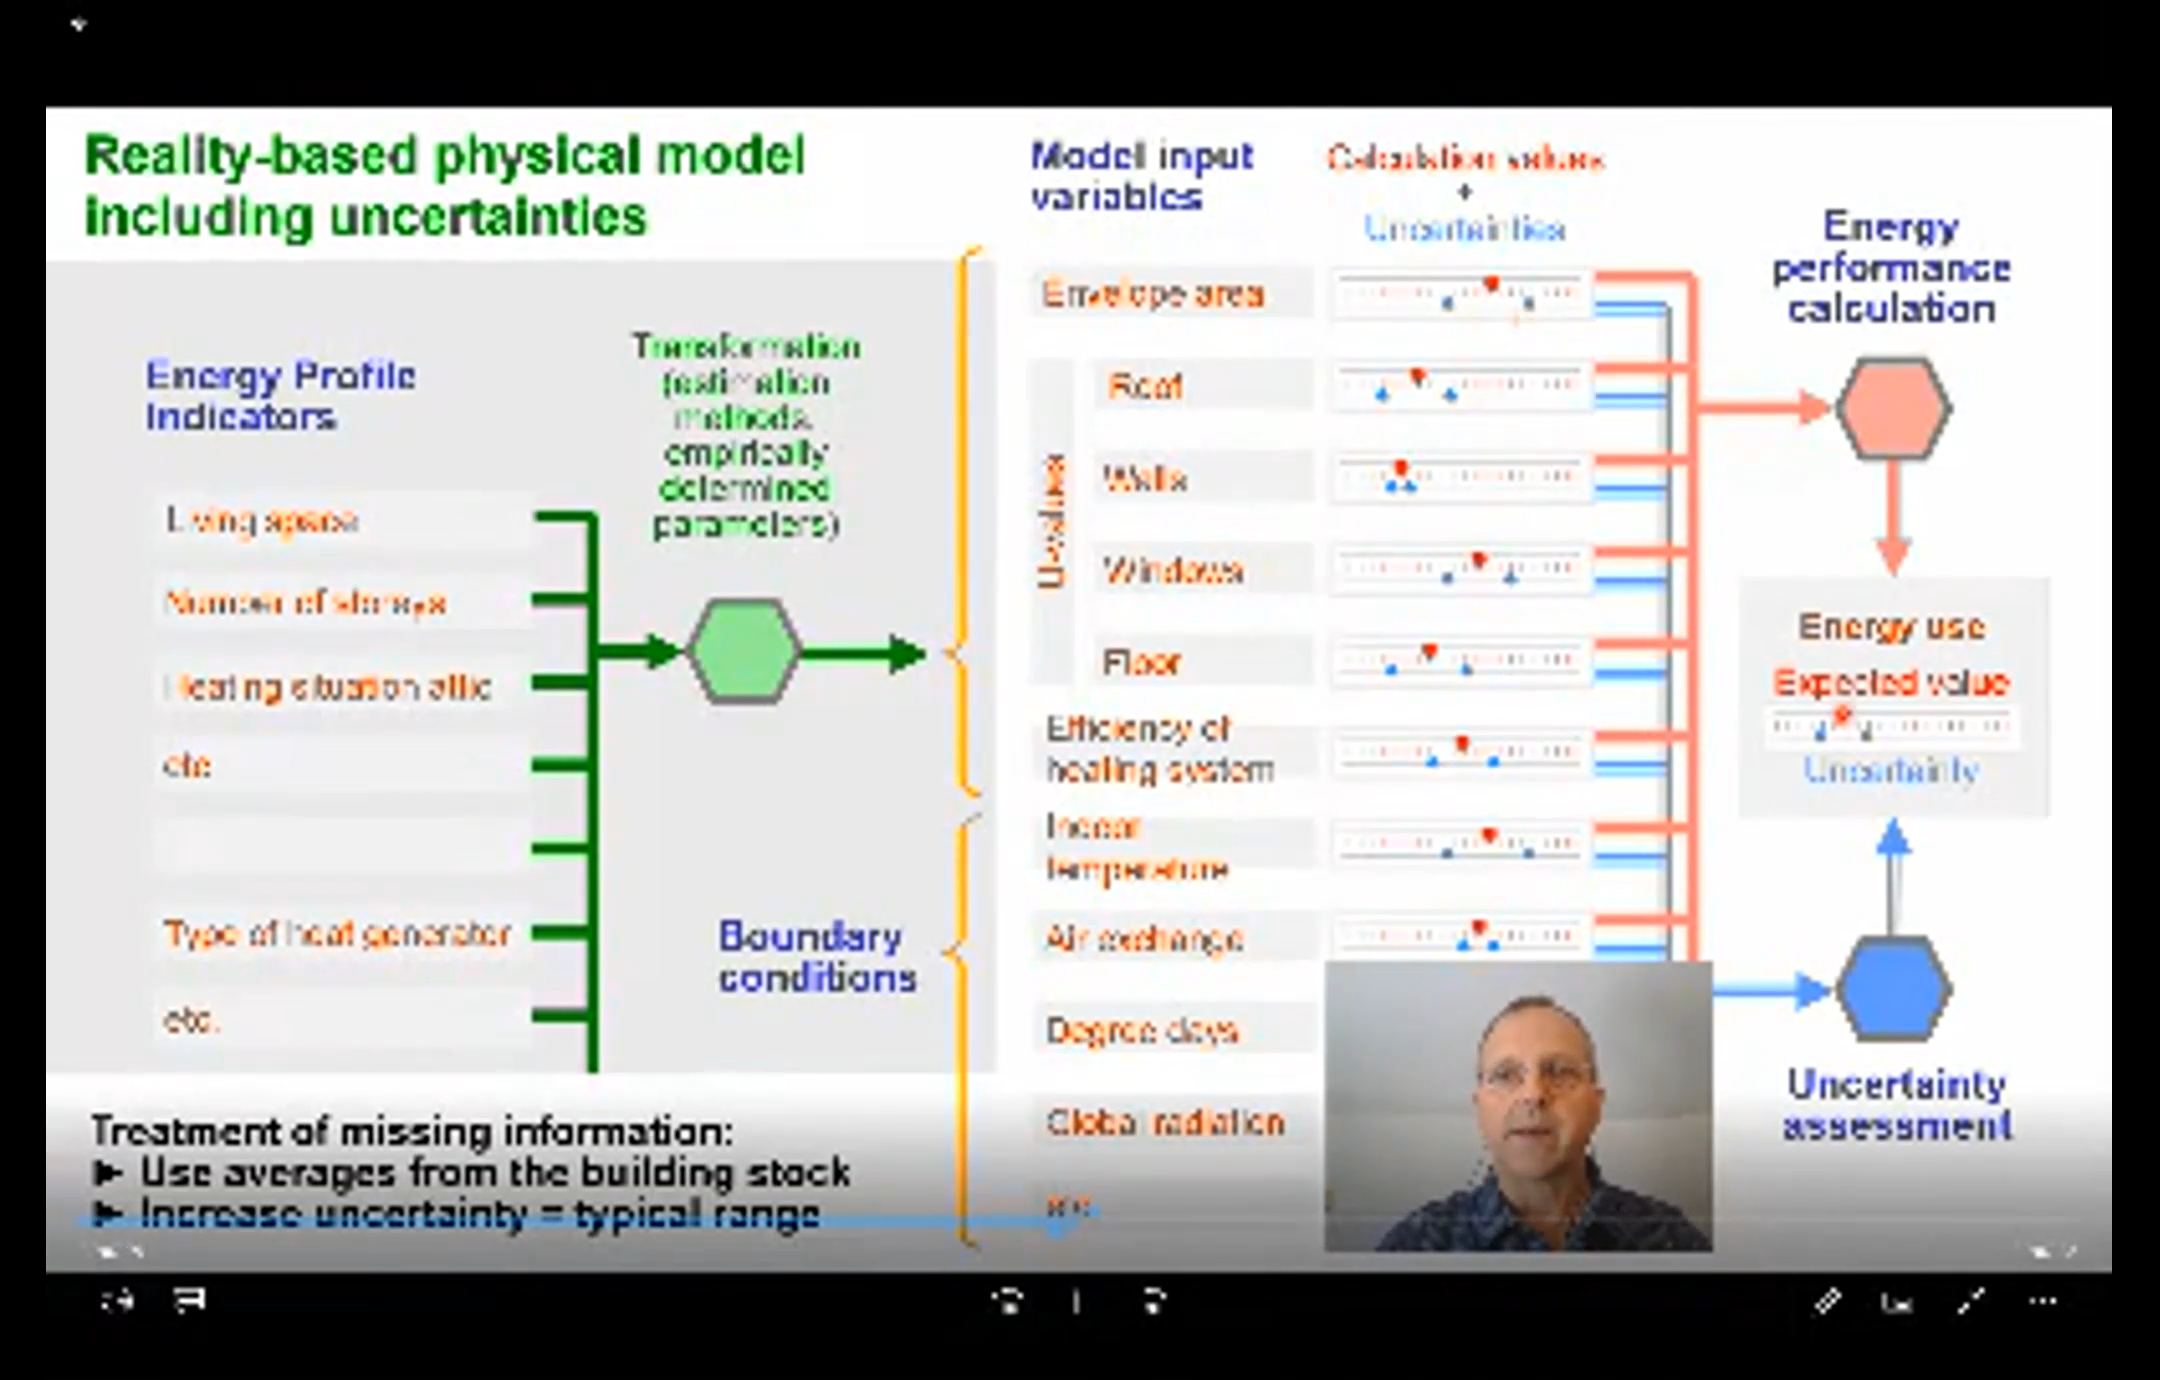 Reality-based physical model
including uncertainties
Energy Profile
Indicators
Living space
Number of storeys
Heating situation attic
etc
Type of heat generator
etc.
Transformation
(estimation
methods,
empirically
determined
parameters)
Boundary
conditions
Treatment of missing information:
► Use averages from the building stock
► Increase uncertainty = typical range
Model input
variables
Calculation values
+
Uncertainties
Envelope area
U-values
Roof
Walls
Windows
Floor
Efficiency of
heating system
Indoor
temperature
Air exchange
Degree days
Global radiation
Energy
performance
calculation
Energy use
Expected value
Uncertainty
Uncertainty
assessment